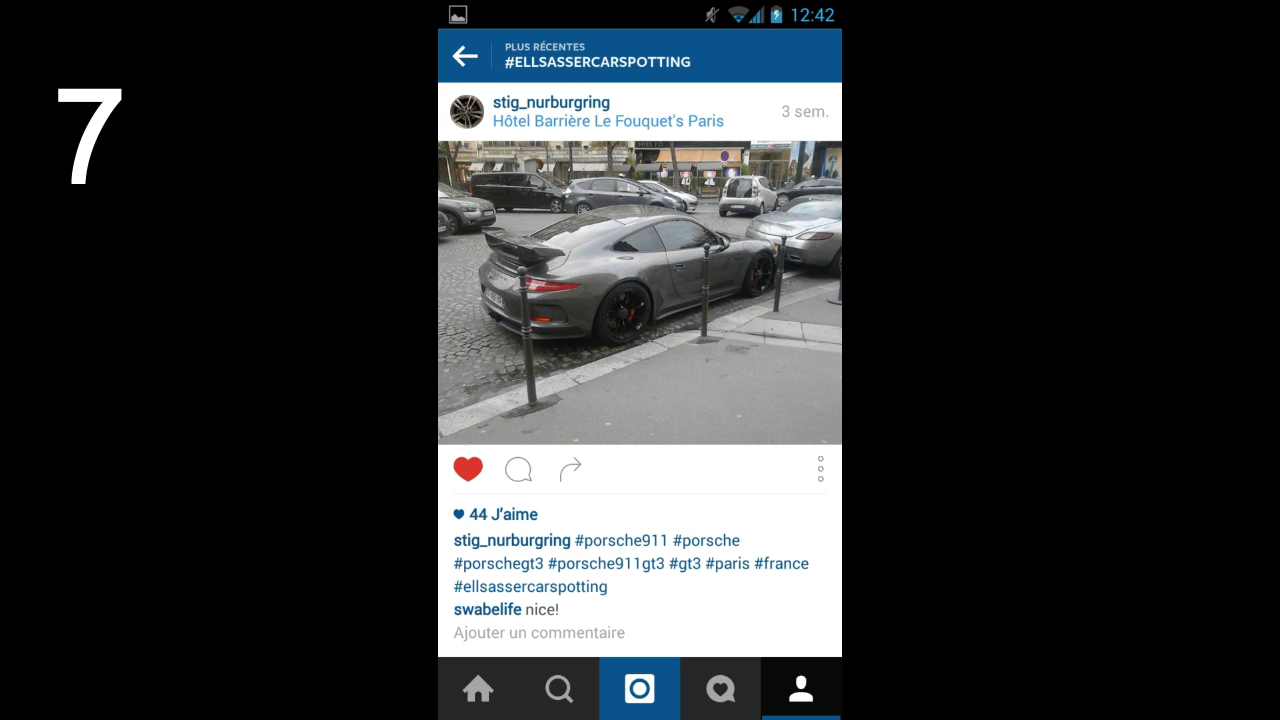 12:42
7
PLUS RÉCENTES
#ELLSASSERCARSPOTTING
stig_nurburgring
3 sem.
Hôtel Barrière Le Fouquet's Paris
44 J'aime
stig_nurburgring #porsche911 #porsche
#porschegt3 #porsche911gt3 #gt3 #paris #france
#ellsassercarspotting
swabelife nice!
Ajouter un commentaire